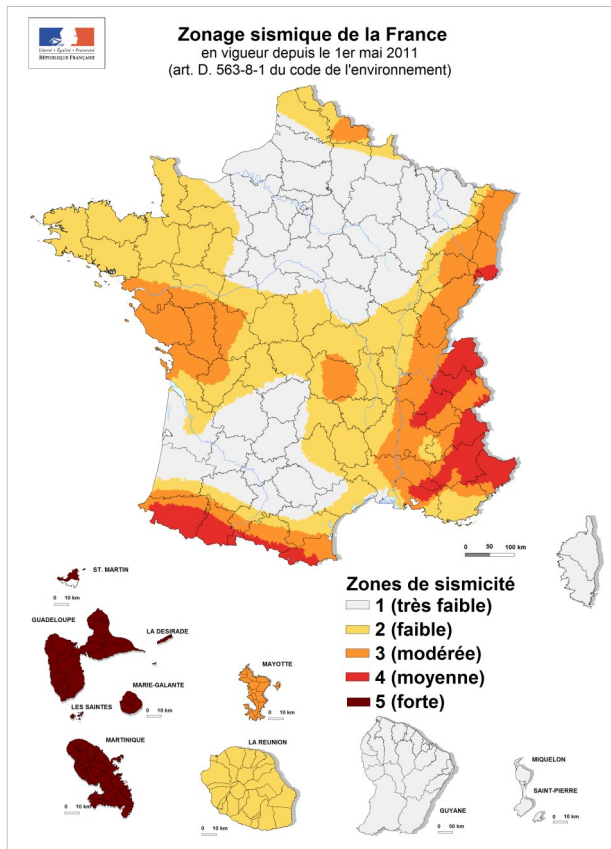 Zonage sismique de la France
en vigueur depuis le 1er mai 2011
(art. D. 563-8-1 du code de l'environnement)
Liberté • Égalité • Fraternité
RÉPUBLIQUE FRANÇAISE
0 50 100 km
ST. MARTIN
0 10 km
GUADELOUPE
LA DESIRADE
0 10 km
MARIE-GALANTE
LES SAINTES
0 10 km
0 10 km
MARTINIQUE
0 10 km
MAYOTTE
0 10 km
LA REUNION
0 10 km
Zones de sismicité
1 (très faible)
2 (faible)
3 (modérée)
4 (moyenne)
5 (forte)
GUYANE
0 50 km
MIQUELON
SAINT-PIERRE
0 10 km